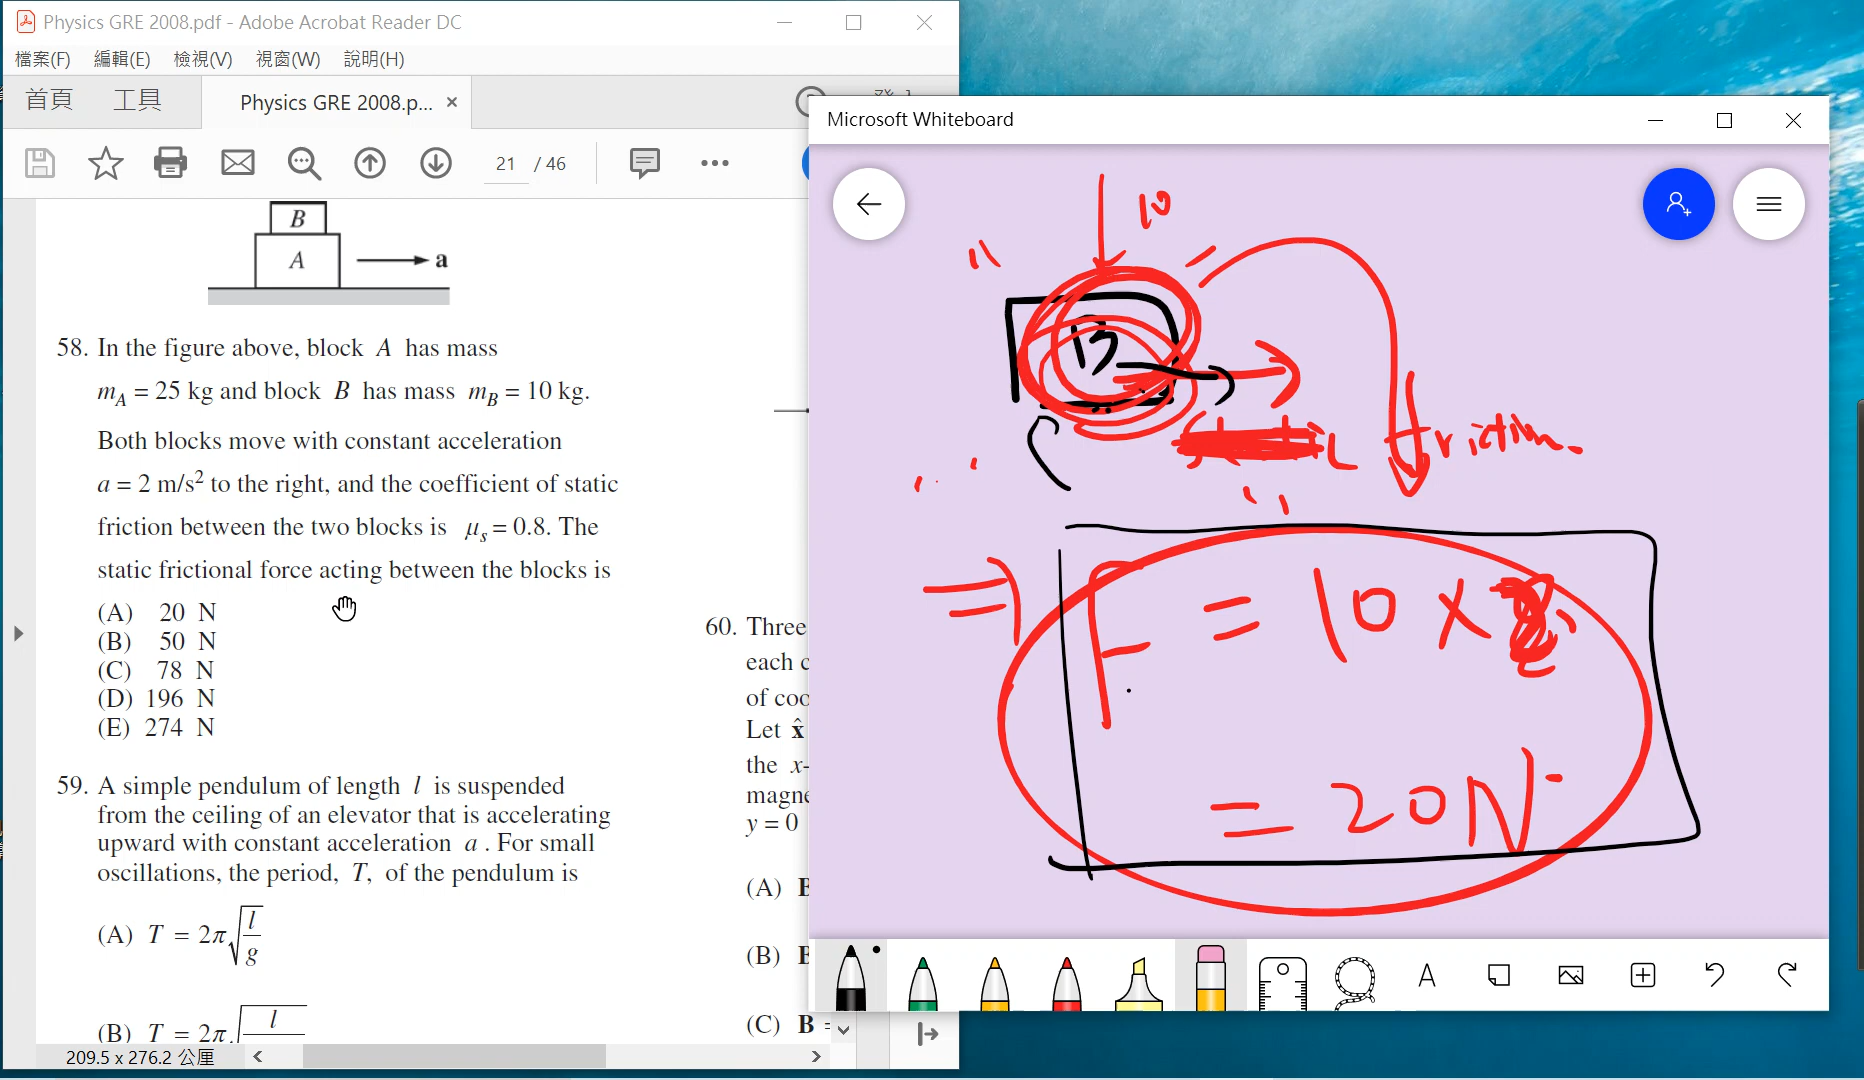 Physics GRE 2008.pdf - Adobe Acrobat Reader DC
檔案(F) 編輯(E) 檢視(V) 視窗(W) 說明(H)
首頁 工具 Physics GRE 2008.p... ×
21 / 46
B
A
a
58. In the figure above, block A has mass
m_A = 25 kg and block B has mass m_B = 10 kg.
Both blocks move with constant acceleration
a = 2 m/s² to the right, and the coefficient of static
friction between the two blocks is μ_s = 0.8. The
static frictional force acting between the blocks is
(A) 20 N
(B) 50 N
(C) 78 N
(D) 196 N
(E) 274 N
59. A simple pendulum of length l is suspended
from the ceiling of an elevator that is accelerating
upward with constant acceleration a . For small
oscillations, the period, T, of the pendulum is
(A) T = 2π√(l/g)
(B) T = 2π√ l
60. Three
each c
of coo
Let x̂
the x-
magne
y = 0
(A) B
(B) B
(C) B =
209.5 x 276.2 公厘
Microsoft Whiteboard
10
B
friction.
F = 10 x 2
= 20N
A